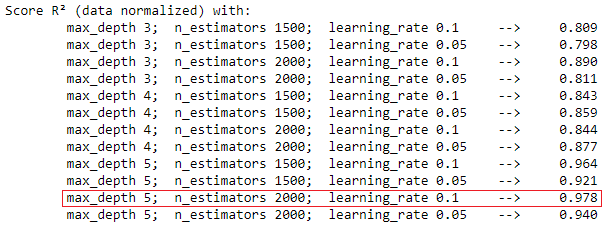 Score R² (data normalized) with:
max_depth 3; n_estimators 1500; learning_rate 0.1 --> 0.809
max_depth 3; n_estimators 1500; learning_rate 0.05 --> 0.798
max_depth 3; n_estimators 2000; learning_rate 0.1 --> 0.890
max_depth 3; n_estimators 2000; learning_rate 0.05 --> 0.811
max_depth 4; n_estimators 1500; learning_rate 0.1 --> 0.843
max_depth 4; n_estimators 1500; learning_rate 0.05 --> 0.859
max_depth 4; n_estimators 2000; learning_rate 0.1 --> 0.844
max_depth 4; n_estimators 2000; learning_rate 0.05 --> 0.877
max_depth 5; n_estimators 1500; learning_rate 0.1 --> 0.964
max_depth 5; n_estimators 1500; learning_rate 0.05 --> 0.921
max_depth 5; n_estimators 2000; learning_rate 0.1 --> 0.978
max_depth 5; n_estimators 2000; learning_rate 0.05 --> 0.940